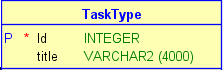 TaskType
P * Id INTEGER
title VARCHAR2 (4000)